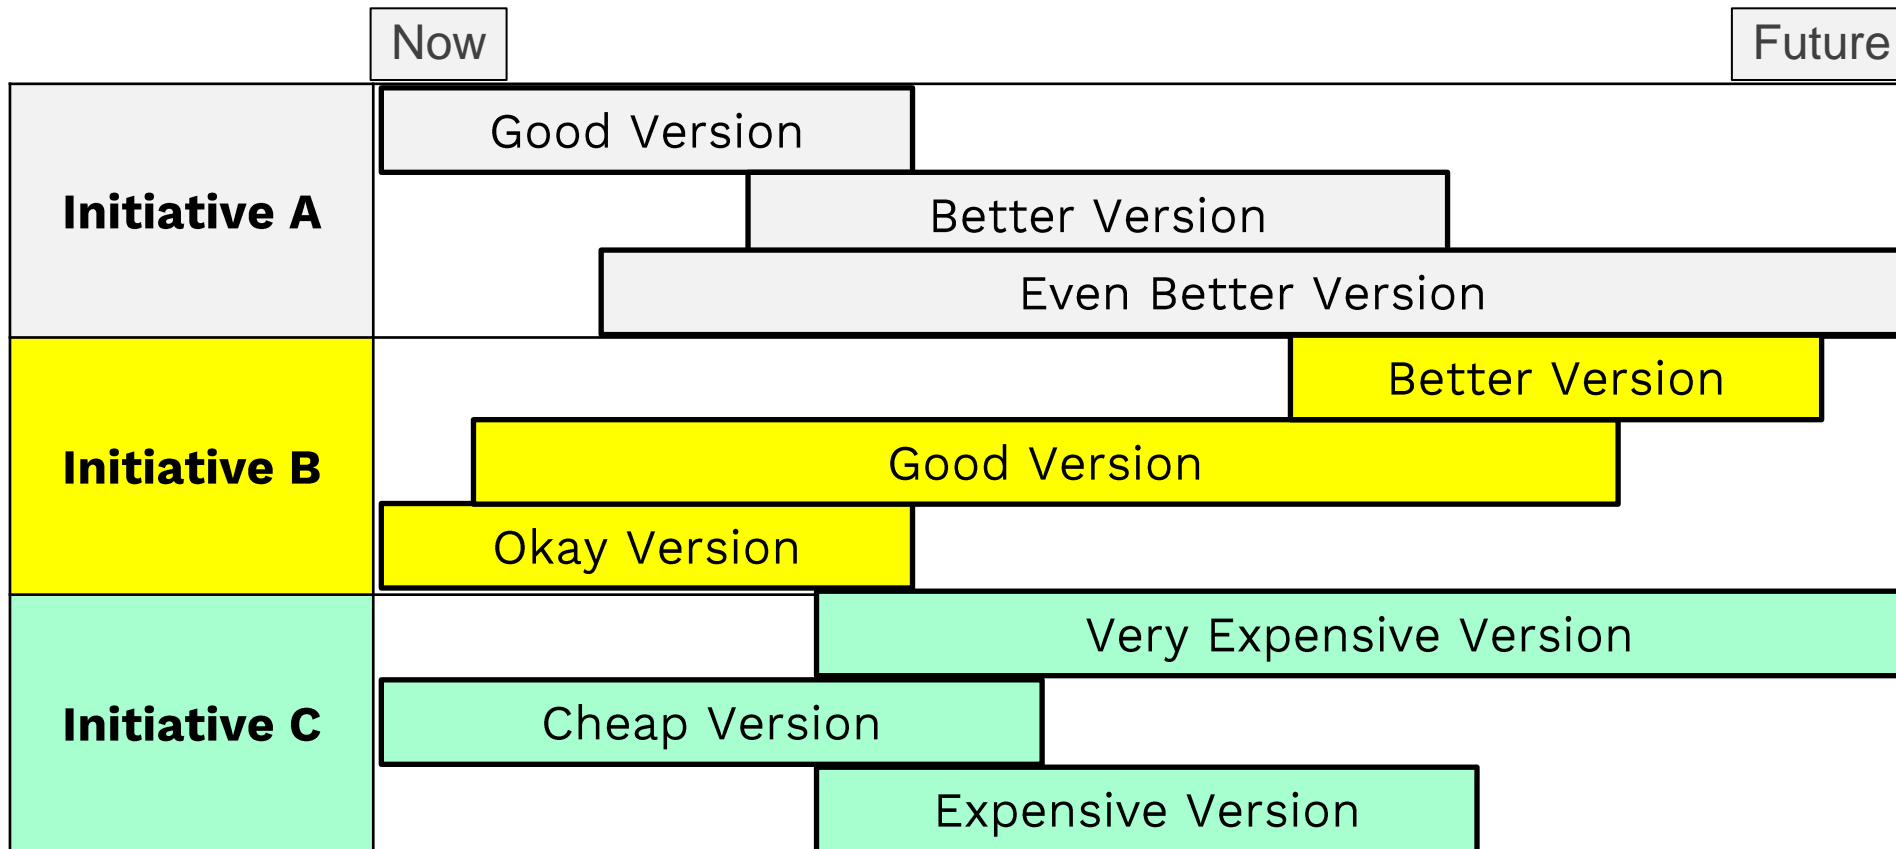 Now
Future
Initiative A
Good Version
Better Version
Even Better Version
Initiative B
Better Version
Good Version
Okay Version
Initiative C
Very Expensive Version
Cheap Version
Expensive Version